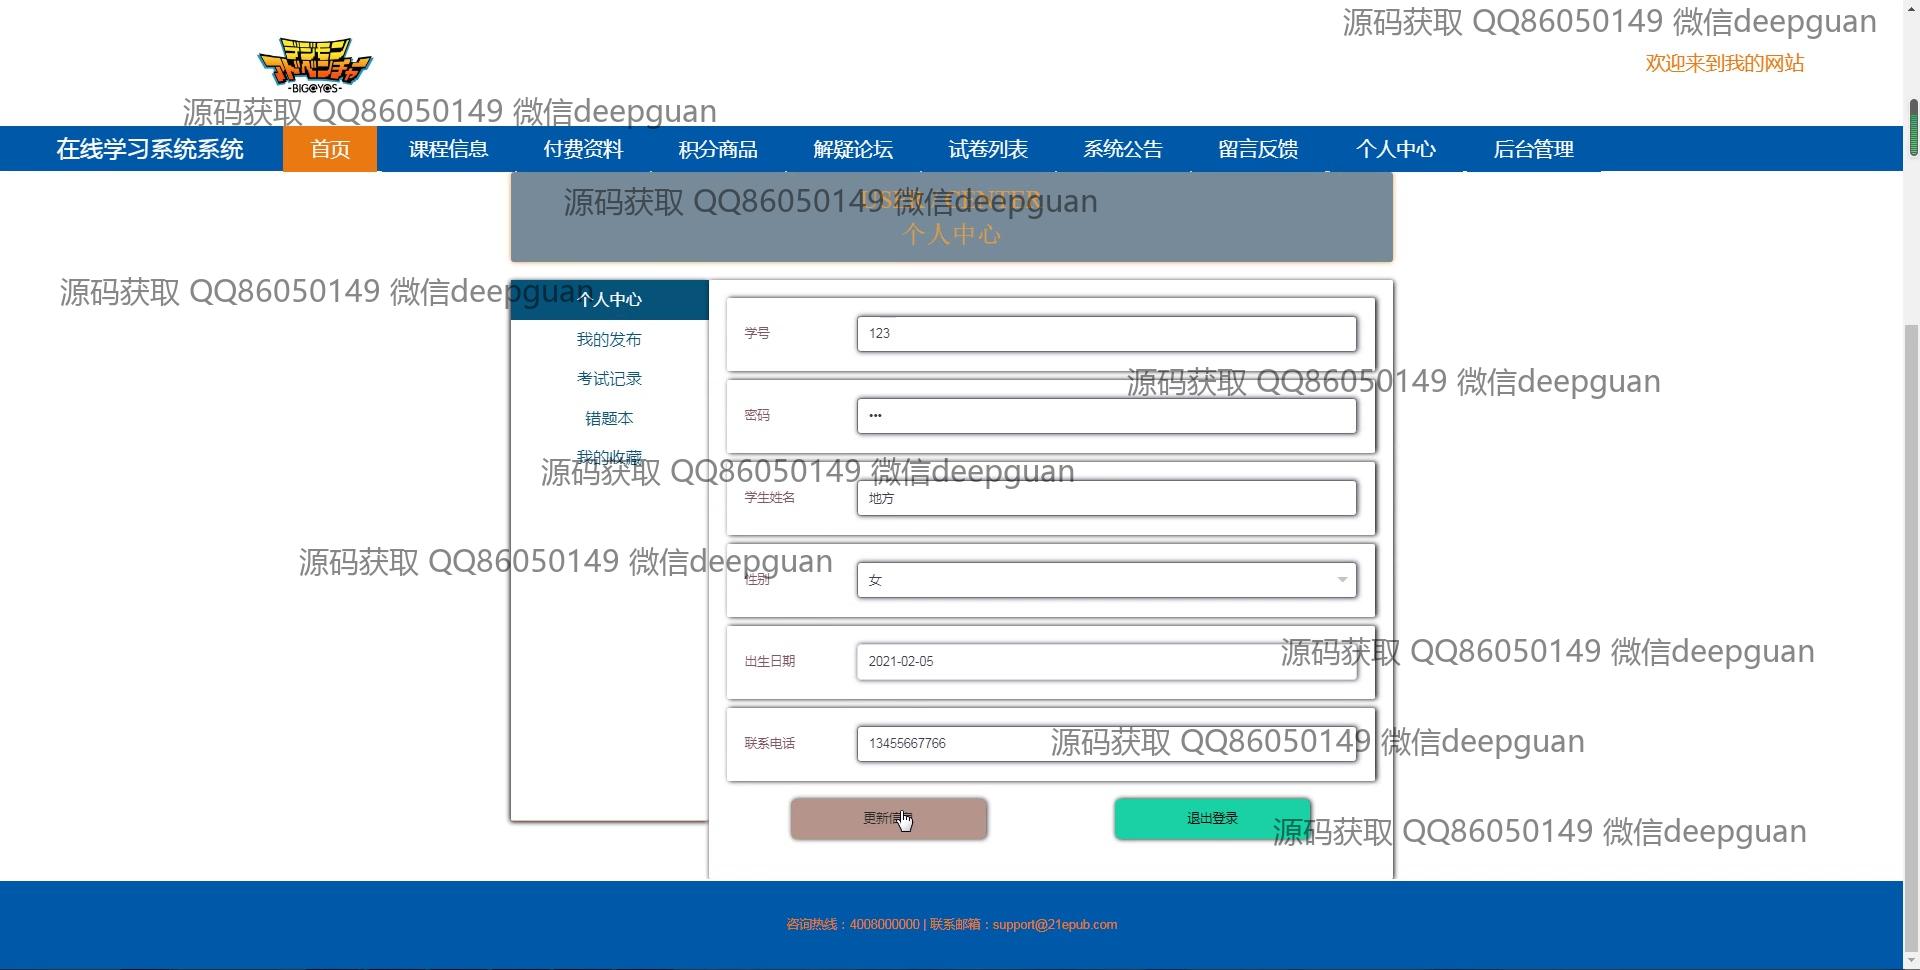 源码获取 QQ86050149 微信deepguan
欢迎来到我的网站
デジモン
アドベンチャー
-BIG@YOS-
源码获取 QQ86050149 微信deepguan
在线学习系统系统 首页 课程信息 付费资料 积分商品 解疑论坛 试卷列表 系统公告 留言反馈 个人中心 后台管理
USER / CENTER
源码获取 QQ86050149 微信deepguan
个人中心
源码获取 QQ86050149 微信deepguan
个人中心
我的发布
考试记录
错题本
我的收藏
学号 123
源码获取 QQ86050149 微信deepguan
密码 •••
源码获取 QQ86050149 微信deepguan
学生姓名 地方
源码获取 QQ86050149 微信deepguan
性别 女
出生日期 2021-02-05
源码获取 QQ86050149 微信deepguan
联系电话 13455667766
源码获取 QQ86050149 微信deepguan
更新信息 退出登录
源码获取 QQ86050149 微信deepguan
咨询热线：4008000000 | 联系邮箱：support@21epub.com